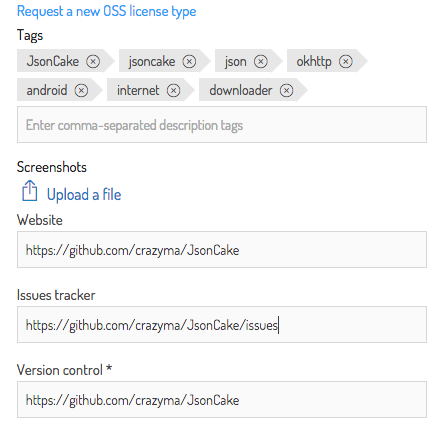 Request a new OSS license type
Tags
JsonCake jsoncake json okhttp
android internet downloader
Enter comma-separated description tags
Screenshots
Upload a file
Website
https://github.com/crazyma/JsonCake
Issues tracker
https://github.com/crazyma/JsonCake/issues
Version control *
https://github.com/crazyma/JsonCake